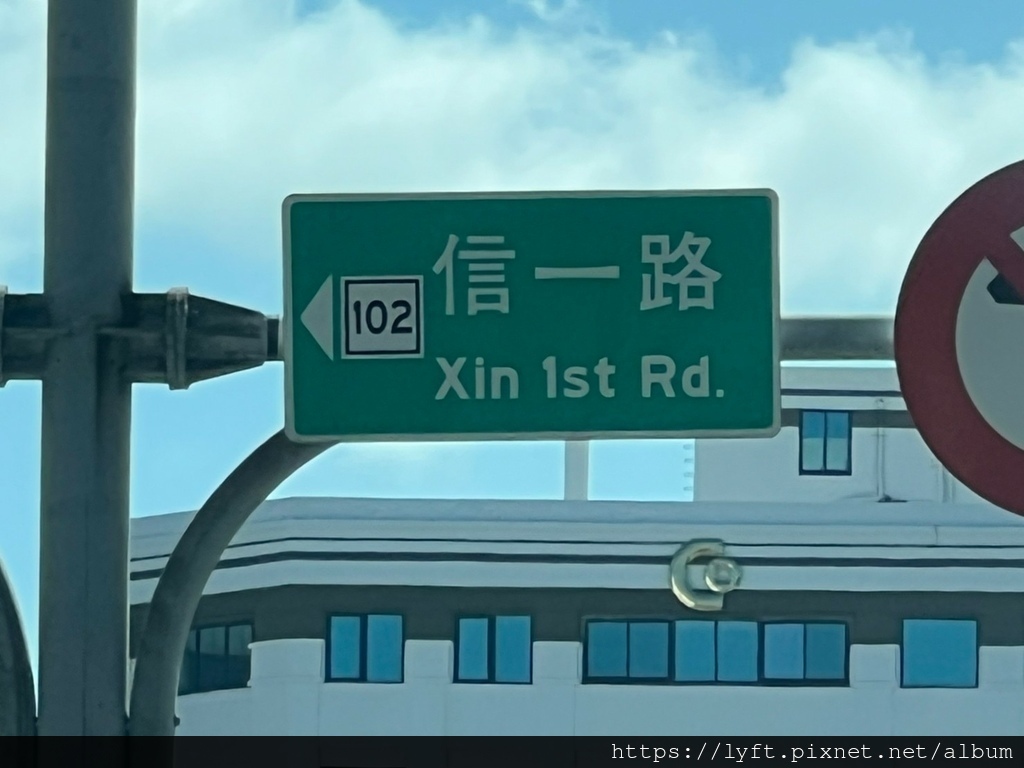 信一路
102
Xin 1st Rd.
https://lyft.pixnet.net/album